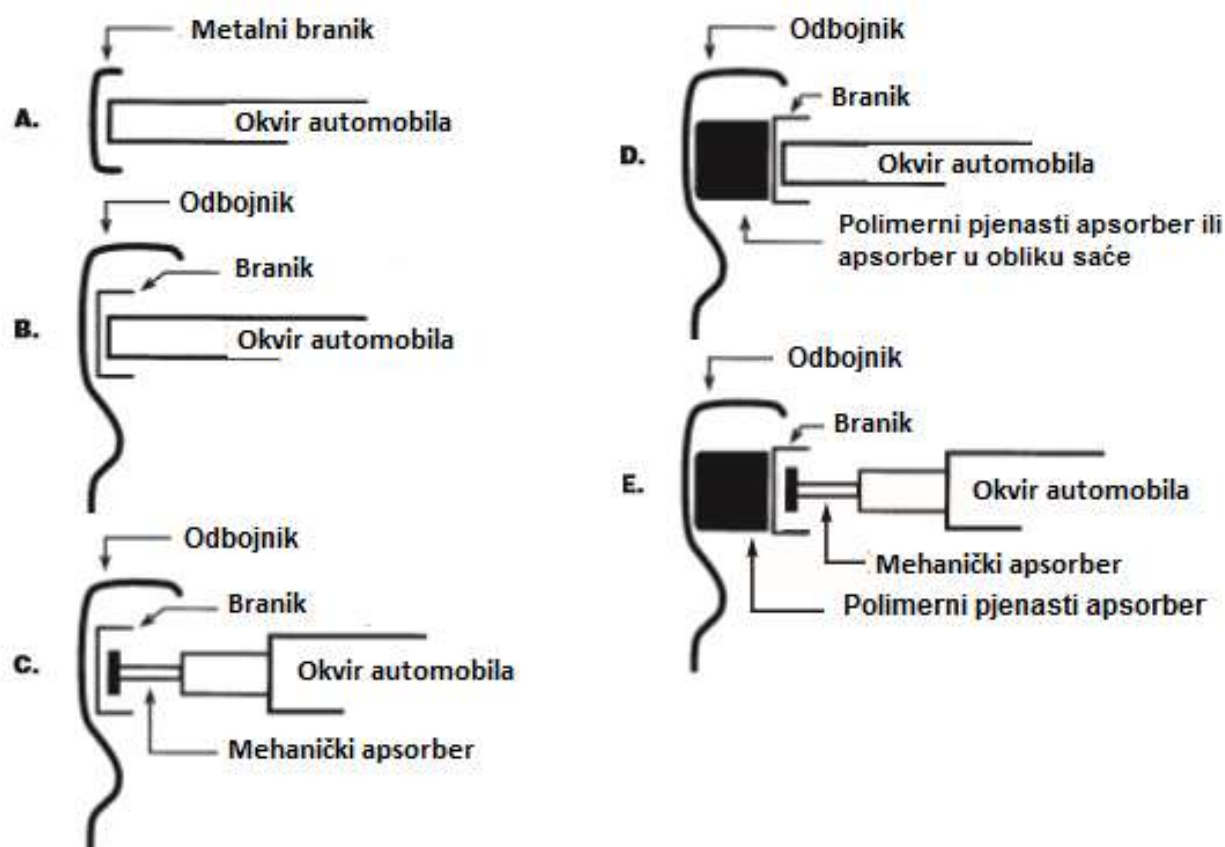 Metalni branik
A.
Okvir automobila
Odbojnik
Branik
B.
Okvir automobila
Odbojnik
Branik
C.
Okvir automobila
Mehanički apsorber
Odbojnik
Branik
D.
Okvir automobila
Polimerni pjenasti apsorber ili
apsorber u obliku saće
Odbojnik
Branik
E.
Okvir automobila
Mehanički apsorber
Polimerni pjenasti apsorber